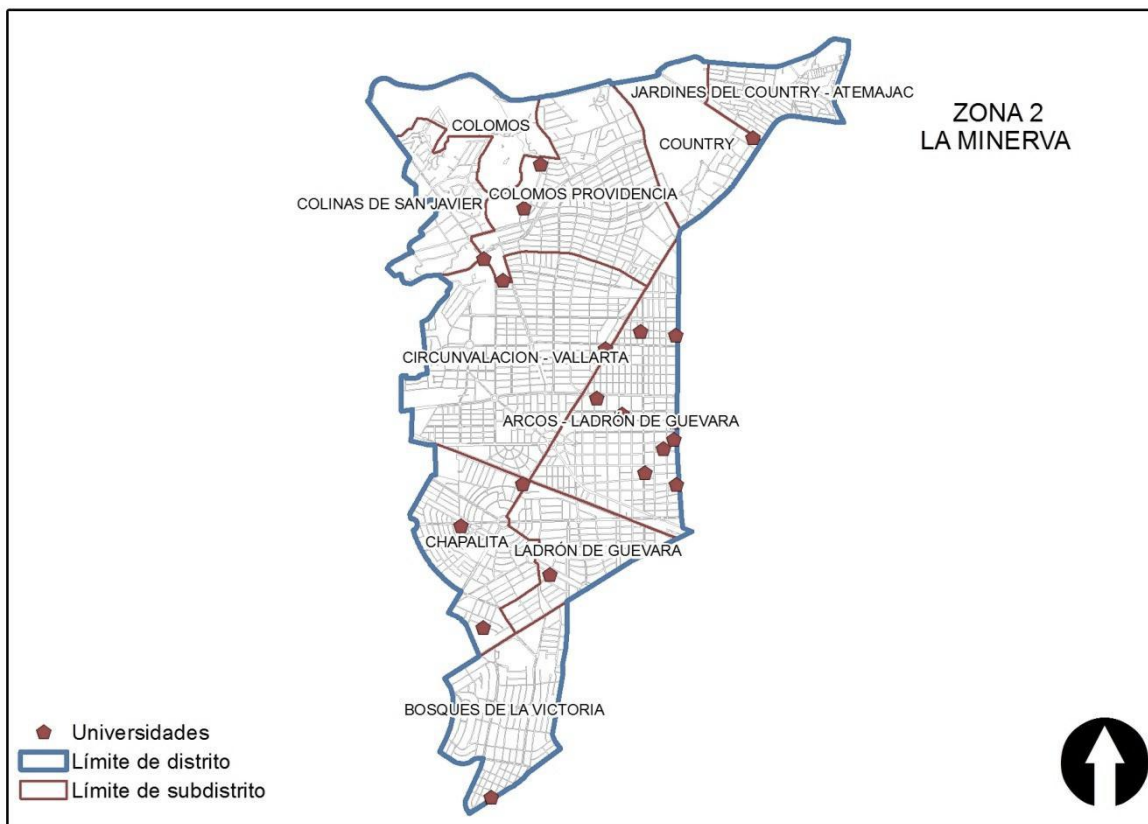 JARDINES DEL COUNTRY - ATEMAJAC
ZONA 2
LA MINERVA
COLOMOS
COUNTRY
COLOMOS PROVIDENCIA
COLINAS DE SAN JAVIER
CIRCUNVALACION - VALLARTA
ARCOS - LADRÓN DE GUEVARA
CHAPALITA
LADRÓN DE GUEVARA
BOSQUES DE LA VICTORIA
Universidades
Límite de distrito
Límite de subdistrito